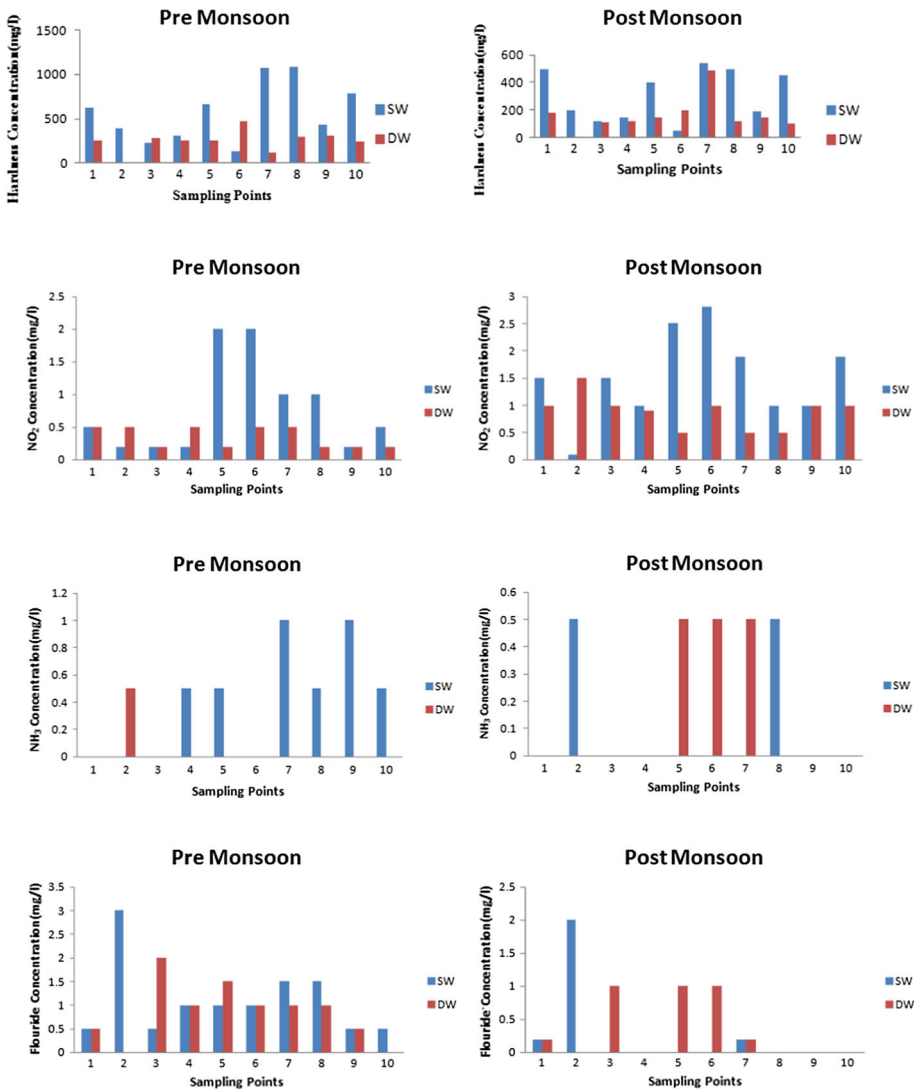 Pre Monsoon
Hardness Concentration(mg/l)
1500
1000
500
0
1 2 3 4 5 6 7 8 9 10
Sampling Points
SW
DW
Post Monsoon
Hardness Concentration(mg/l)
600
400
200
0
1 2 3 4 5 6 7 8 9 10
Sampling Points
SW
DW
Pre Monsoon
NO2 Concentration(mg/l)
2.5
2
1.5
1
0.5
0
1 2 3 4 5 6 7 8 9 10
Sampling Points
SW
DW
Post Monsoon
NO2 Concentration(mg/l)
3
2.5
2
1.5
1
0.5
0
1 2 3 4 5 6 7 8 9 10
Sampling Points
SW
DW
Pre Monsoon
NH3 Concentration(mg/l)
1.2
1
0.8
0.6
0.4
0.2
0
1 2 3 4 5 6 7 8 9 10
Sampling Points
SW
DW
Post Monsoon
NH3 Concentration(mg/l)
0.6
0.5
0.4
0.3
0.2
0.1
0
1 2 3 4 5 6 7 8 9 10
Sampling Points
SW
DW
Pre Monsoon
Flouride Concentration(mg/l)
3.5
3
2.5
2
1.5
1
0.5
0
1 2 3 4 5 6 7 8 9 10
Sampling Points
SW
DW
Post Monsoon
Flouride Concentration(mg/l)
2.5
2
1.5
1
0.5
0
1 2 3 4 5 6 7 8 9 10
Sampling Points
SW
DW